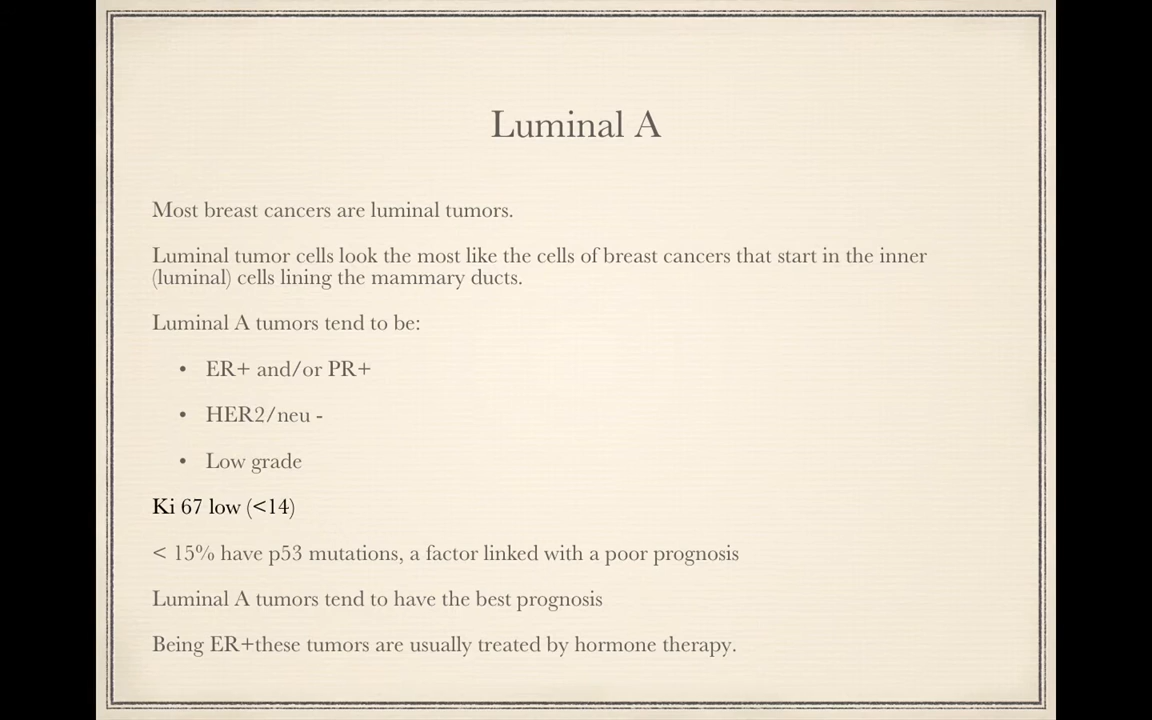 Luminal A
Most breast cancers are luminal tumors.
Luminal tumor cells look the most like the cells of breast cancers that start in the inner
(luminal) cells lining the mammary ducts.
Luminal A tumors tend to be:
• ER+ and/or PR+
• HER2/neu -
• Low grade
Ki 67 low (<14)
< 15% have p53 mutations, a factor linked with a poor prognosis
Luminal A tumors tend to have the best prognosis
Being ER+these tumors are usually treated by hormone therapy.